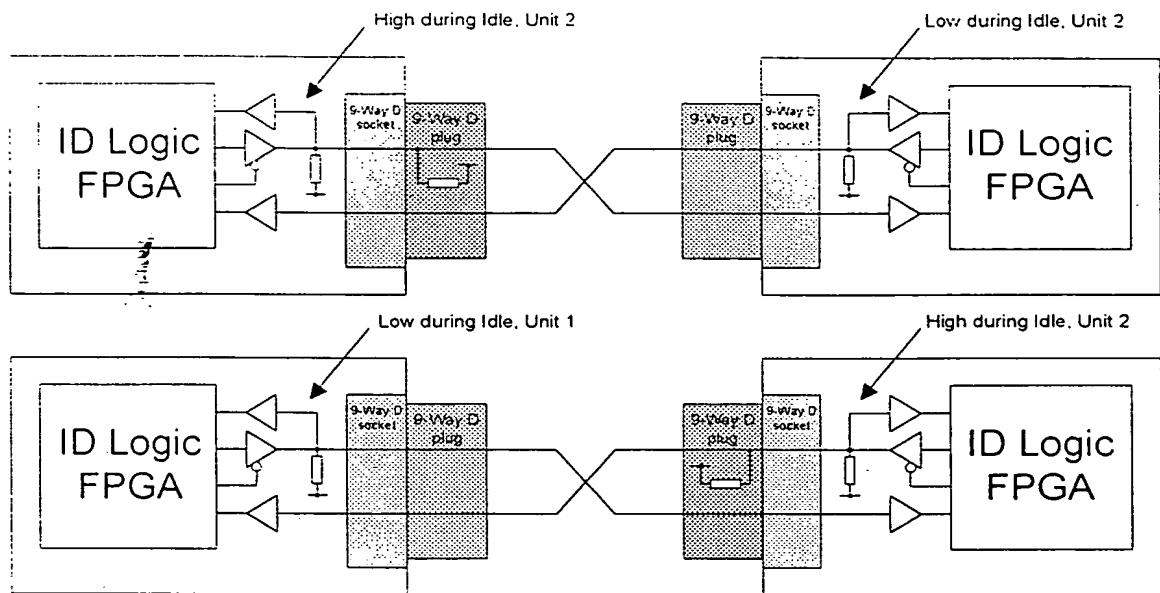 High during Idle, Unit 2
Low during Idle, Unit 2
9-Way D
socket
9-Way D
plug
9-Way D
plug
9-Way D
socket
ID Logic
FPGA
ID Logic
FPGA
Low during Idle, Unit 1
High during Idle, Unit 2
9-Way D
socket
9-Way D
plug
9-Way D
plug
9-Way D
socket
ID Logic
FPGA
ID Logic
FPGA